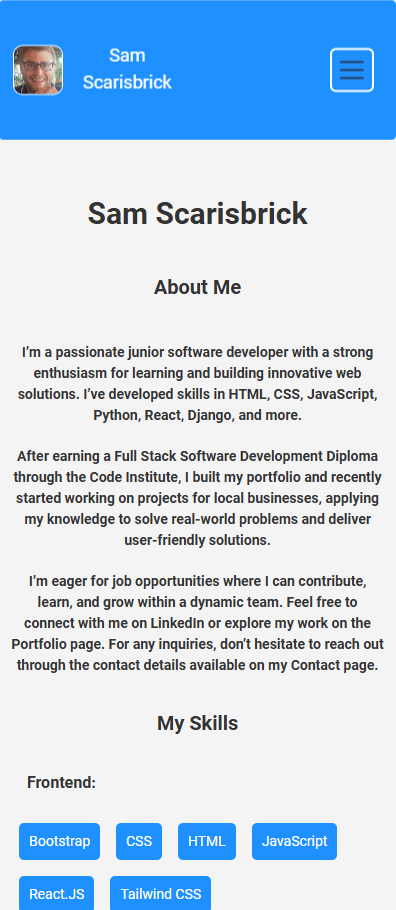 Sam
Scarisbrick
Sam Scarisbrick
About Me
I’m a passionate junior software developer with a strong
enthusiasm for learning and building innovative web
solutions. I’ve developed skills in HTML, CSS, JavaScript,
Python, React, Django, and more.
After earning a Full Stack Software Development Diploma
through the Code Institute, I built my portfolio and recently
started working on projects for local businesses, applying
my knowledge to solve real-world problems and deliver
user-friendly solutions.
I’m eager for job opportunities where I can contribute,
learn, and grow within a dynamic team. Feel free to
connect with me on LinkedIn or explore my work on the
Portfolio page. For any inquiries, don’t hesitate to reach out
through the contact details available on my Contact page.
My Skills
Frontend:
Bootstrap CSS HTML JavaScript
React.JS Tailwind CSS